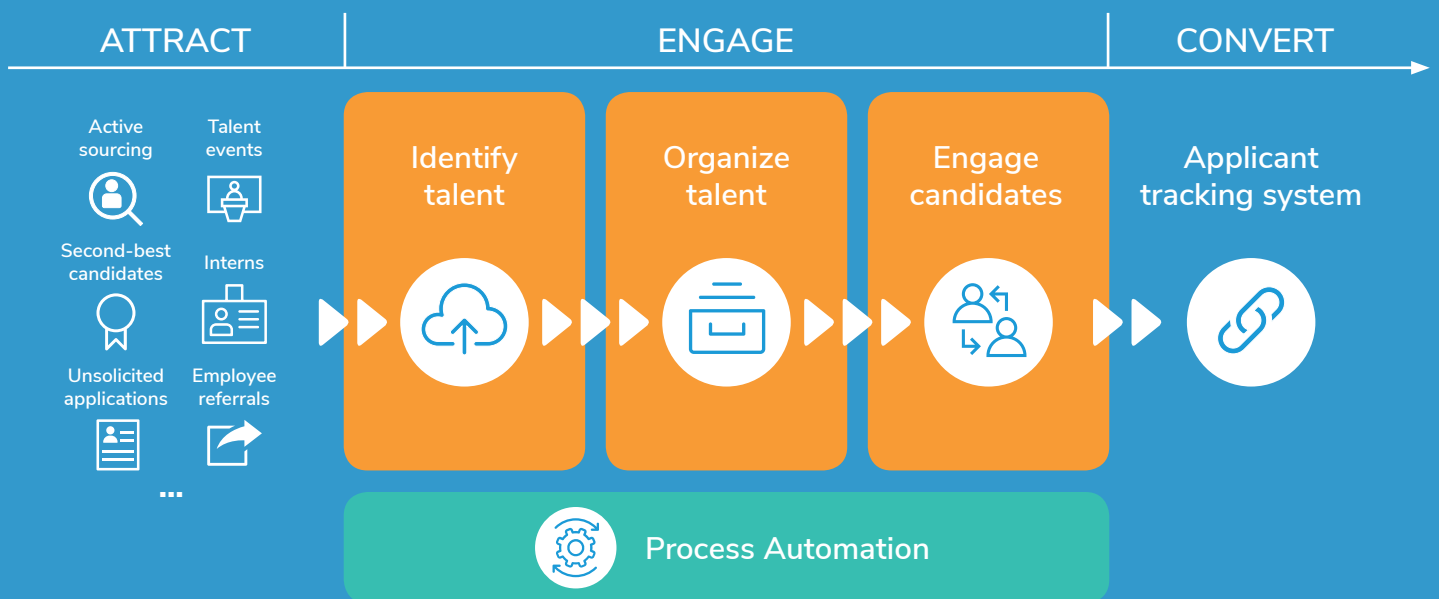 ATTRACT
ENGAGE
CONVERT
Active
sourcing
Talent
events
Second-best
candidates
Interns
Unsolicited
applications
Employee
referrals
...
Identify
talent
Organize
talent
Engage
candidates
Applicant
tracking system
Process Automation